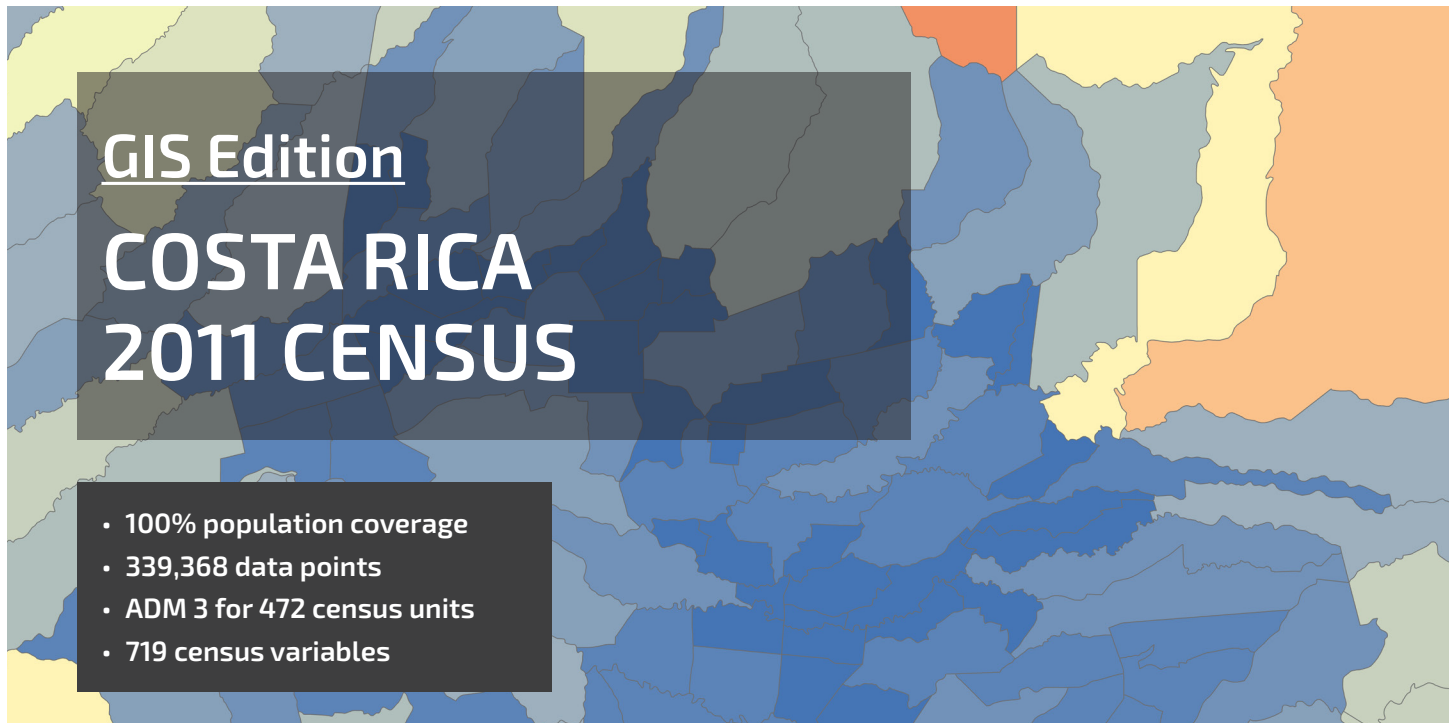 GIS Edition
COSTA RICA
2011 CENSUS
• 100% population coverage
• 339,368 data points
• ADM 3 for 472 census units
• 719 census variables